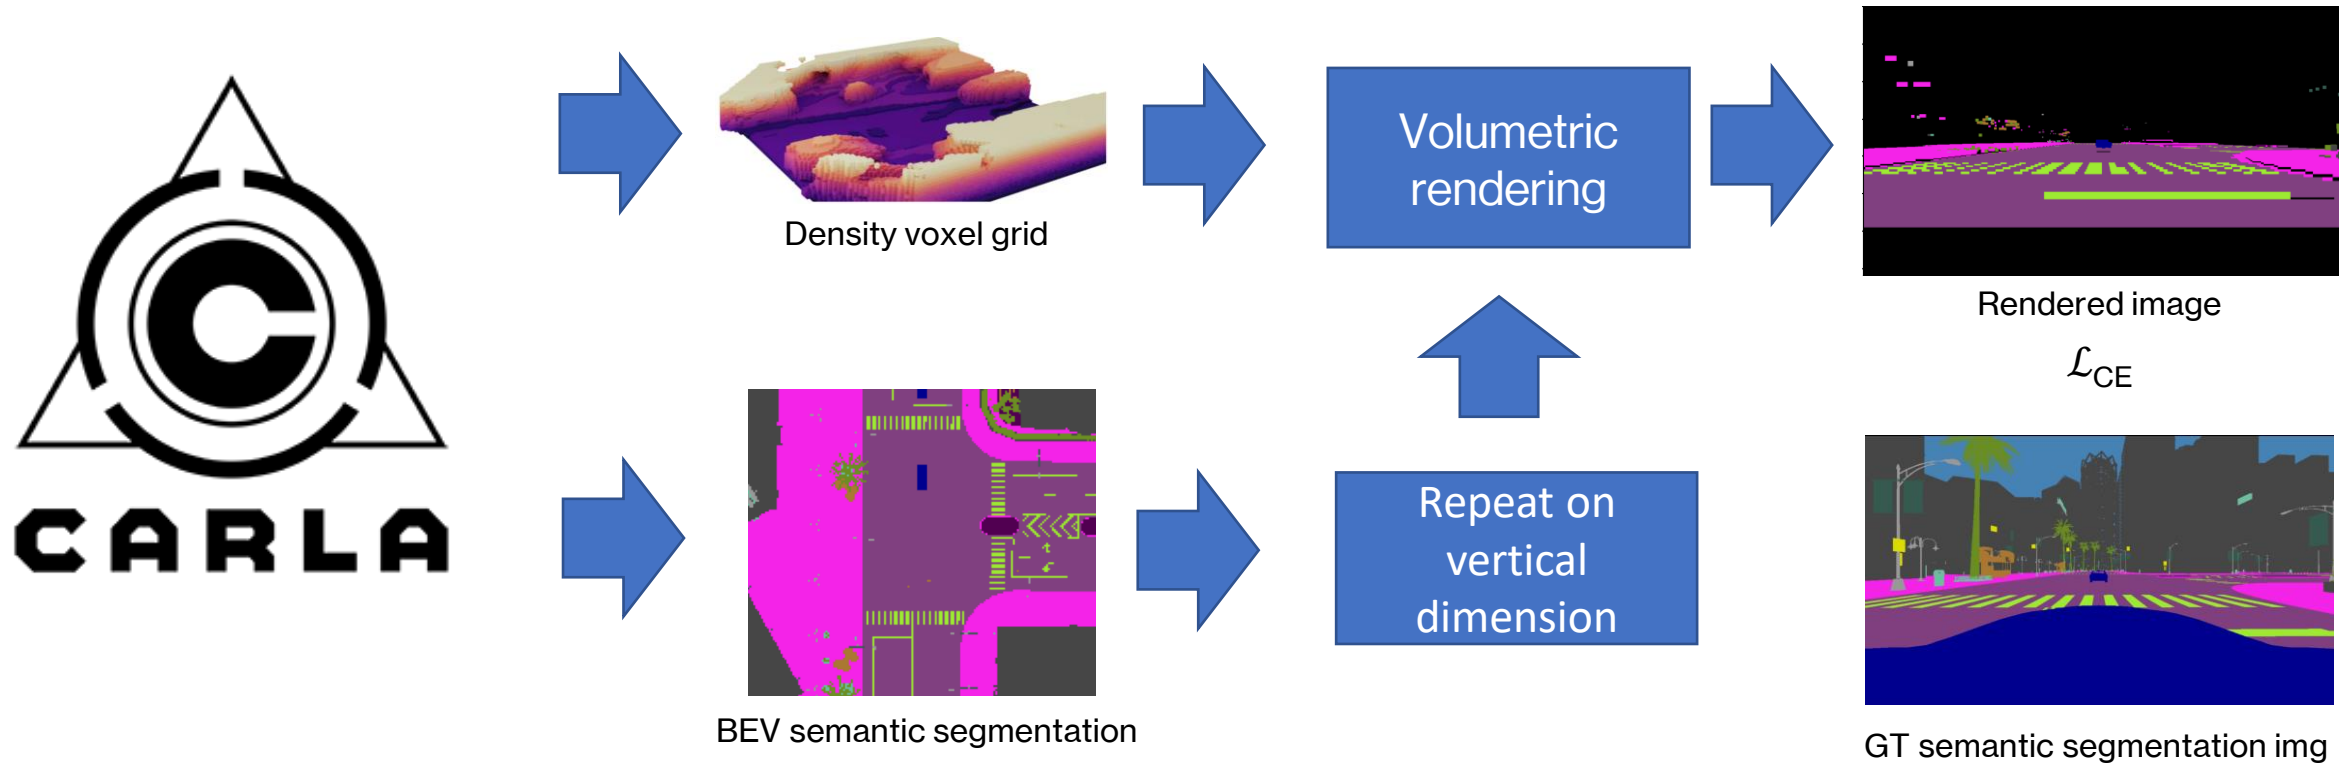 CARLA
Density voxel grid
Volumetric
rendering
Rendered image
ℒCE
BEV semantic segmentation
Repeat on
vertical
dimension
GT semantic segmentation img